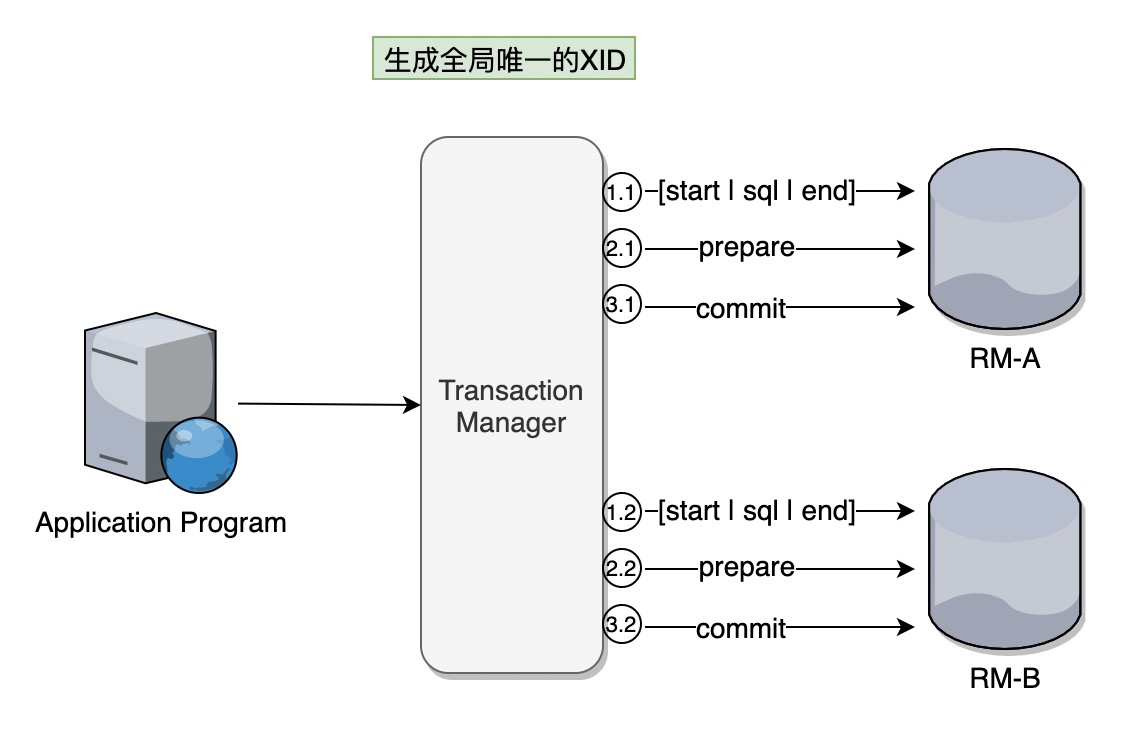 生成全局唯一的XID
1.1 [start | sql | end]
2.1 prepare
3.1 commit
RM-A
Transaction
Manager
Application Program
1.2 [start | sql | end]
2.2 prepare
3.2 commit
RM-B